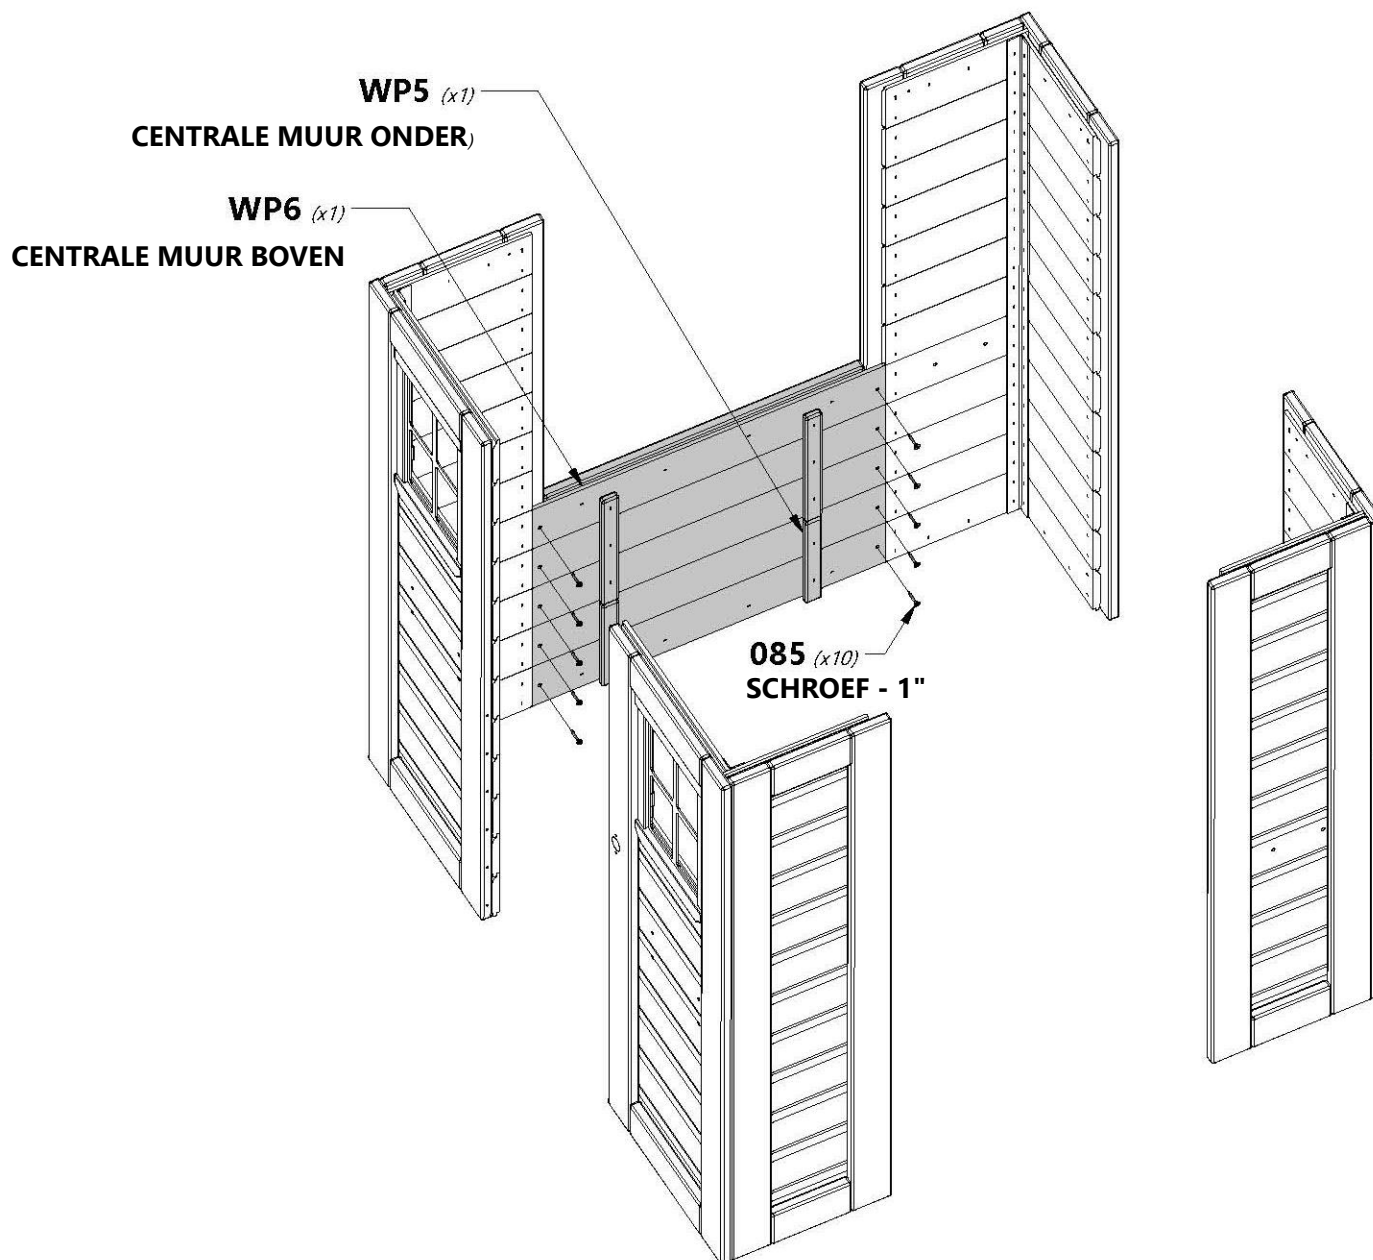 WP5 (x1)
CENTRALE MUUR ONDER)
WP6 (x1)
CENTRALE MUUR BOVEN
085 (x10)
SCHROEF - 1"